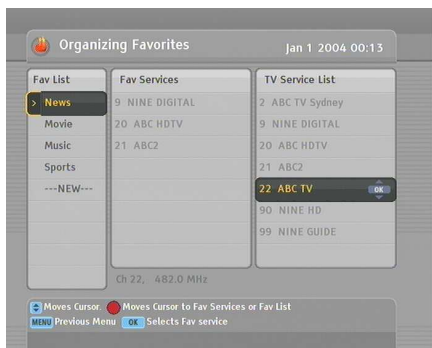 Organizing Favorites
Jan 1 2004 00:13
Fav List
> News
Movie
Music
Sports
---NEW---
Fav Services
9 NINE DIGITAL
20 ABC HDTV
21 ABC2
TV Service List
2 ABC TV Sydney
9 NINE DIGITAL
20 ABC HDTV
21 ABC2
22 ABC TV OK
90 NINE HD
99 NINE GUIDE
Ch 22, 482.0 MHz
Moves Cursor. Moves Cursor to Fav Services or Fav List
MENU Previous Menu OK Selects Fav service